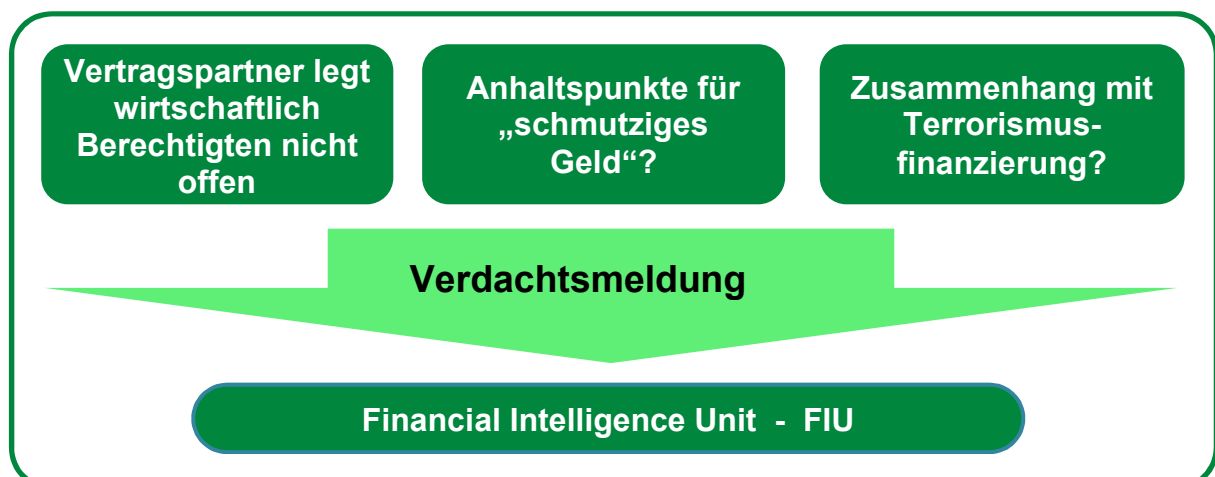 Vertragspartner legt
wirtschaftlich
Berechtigten nicht
offen
Anhaltspunkte für
„schmutziges
Geld“?
Zusammenhang mit
Terrorismus-
finanzierung?
Verdachtsmeldung
Financial Intelligence Unit - FIU